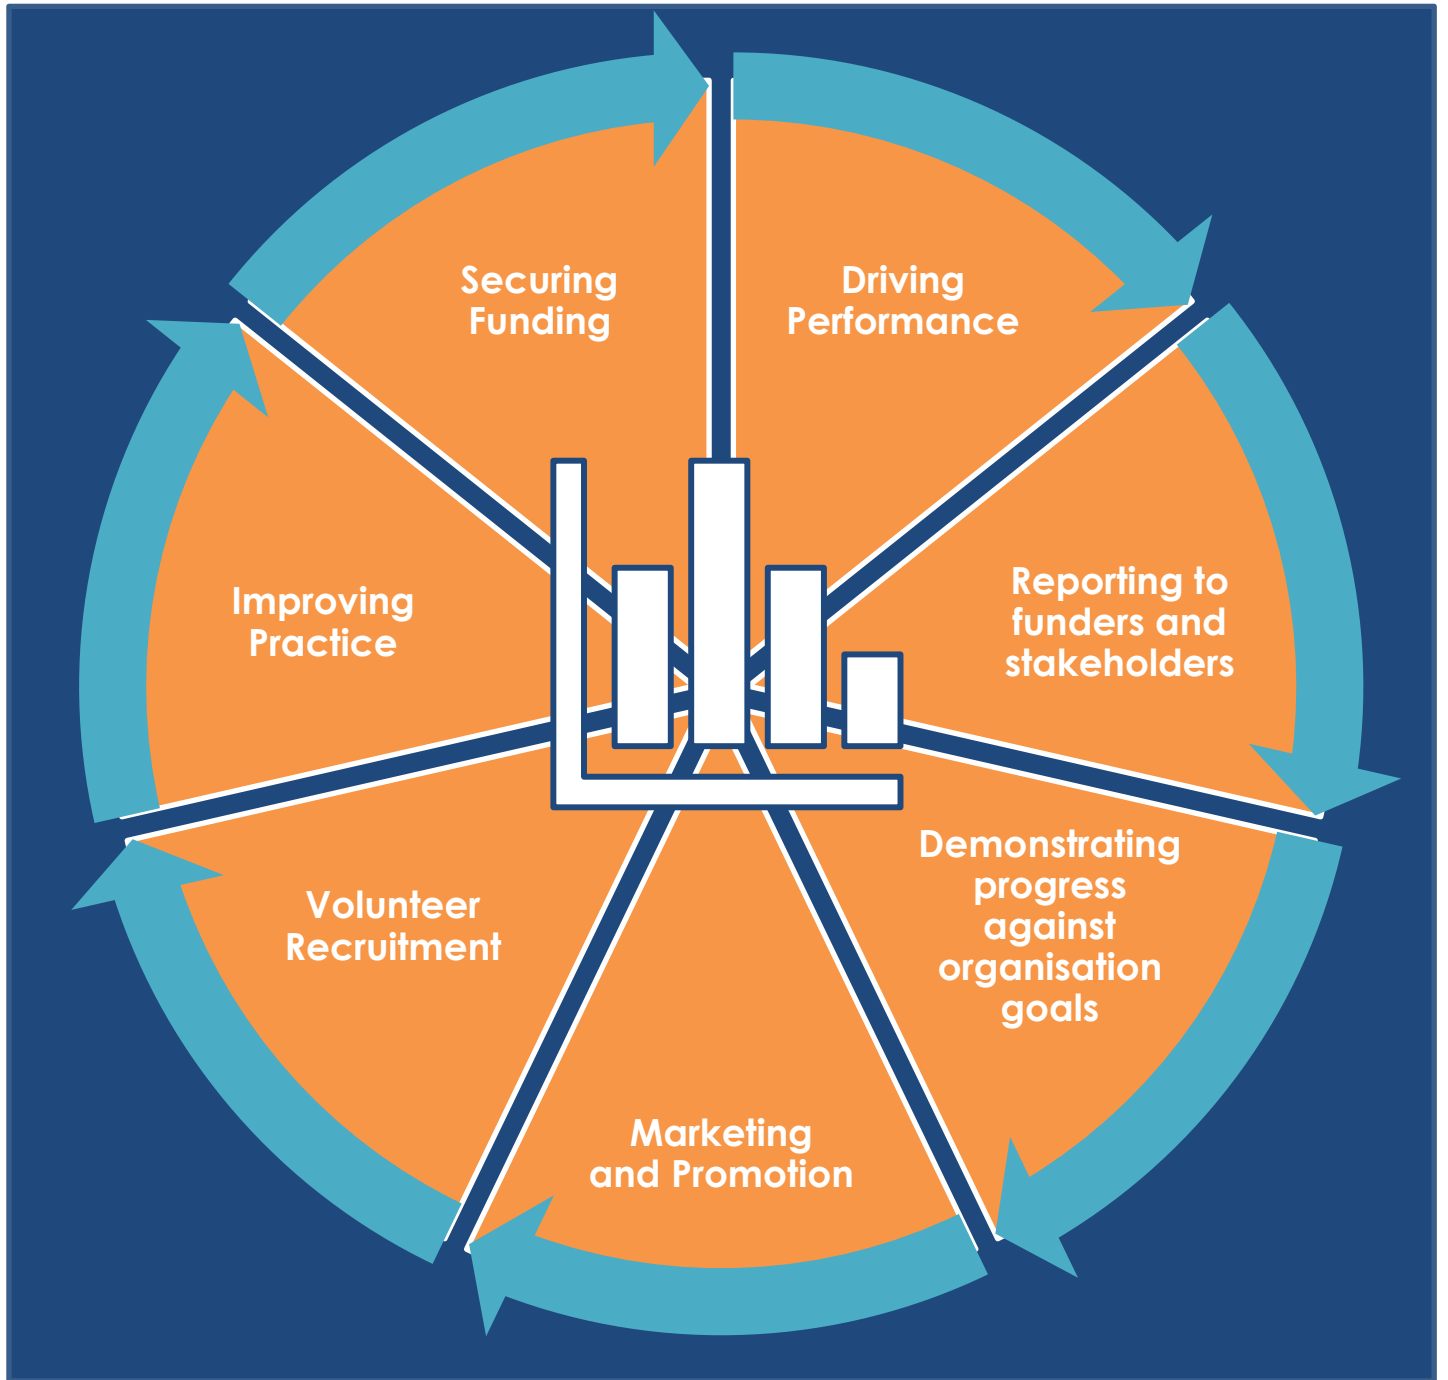 Securing
Funding
Driving
Performance
Reporting to
funders and
stakeholders
Demonstrating
progress
against
organisation
goals
Marketing
and Promotion
Volunteer
Recruitment
Improving
Practice